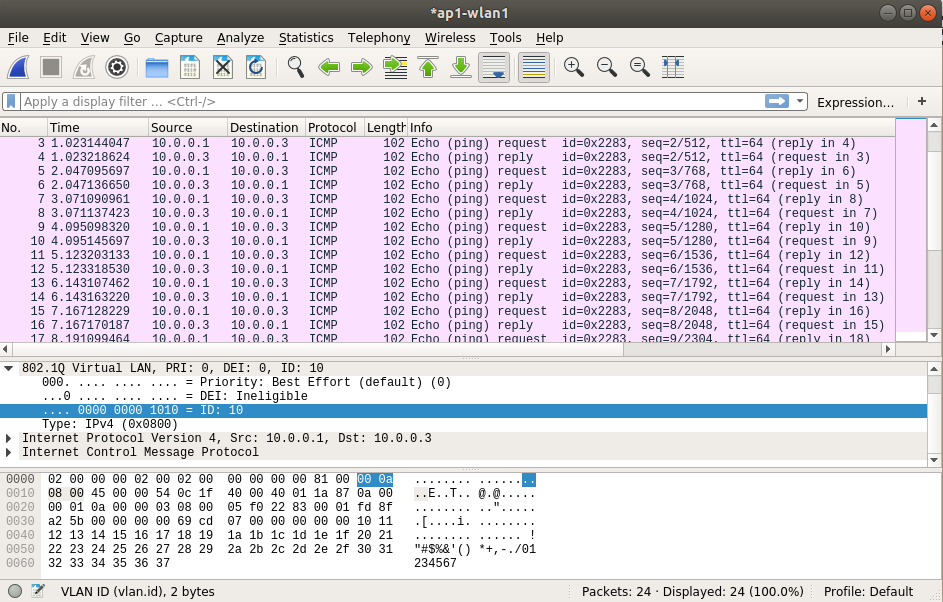 *ap1-wlan1
File Edit View Go Capture Analyze Statistics Telephony Wireless Tools Help
Apply a display filter ... <Ctrl-/> Expression... +
No. Time Source Destination Protocol Length Info
3 1.023144047 10.0.0.1 10.0.0.3 ICMP 102 Echo (ping) request id=0x2283, seq=2/512, ttl=64 (reply in 4)
4 1.023218624 10.0.0.3 10.0.0.1 ICMP 102 Echo (ping) reply id=0x2283, seq=2/512, ttl=64 (request in 3)
5 2.047095697 10.0.0.1 10.0.0.3 ICMP 102 Echo (ping) request id=0x2283, seq=3/768, ttl=64 (reply in 6)
6 2.047136650 10.0.0.3 10.0.0.1 ICMP 102 Echo (ping) reply id=0x2283, seq=3/768, ttl=64 (request in 5)
7 3.071090961 10.0.0.1 10.0.0.3 ICMP 102 Echo (ping) request id=0x2283, seq=4/1024, ttl=64 (reply in 8)
8 3.071137423 10.0.0.3 10.0.0.1 ICMP 102 Echo (ping) reply id=0x2283, seq=4/1024, ttl=64 (request in 7)
9 4.095098320 10.0.0.1 10.0.0.3 ICMP 102 Echo (ping) request id=0x2283, seq=5/1280, ttl=64 (reply in 10)
10 4.095145697 10.0.0.3 10.0.0.1 ICMP 102 Echo (ping) reply id=0x2283, seq=5/1280, ttl=64 (request in 9)
11 5.123203133 10.0.0.1 10.0.0.3 ICMP 102 Echo (ping) request id=0x2283, seq=6/1536, ttl=64 (reply in 12)
12 5.123318530 10.0.0.3 10.0.0.1 ICMP 102 Echo (ping) reply id=0x2283, seq=6/1536, ttl=64 (request in 11)
13 6.143107462 10.0.0.1 10.0.0.3 ICMP 102 Echo (ping) request id=0x2283, seq=7/1792, ttl=64 (reply in 14)
14 6.143163220 10.0.0.3 10.0.0.1 ICMP 102 Echo (ping) reply id=0x2283, seq=7/1792, ttl=64 (request in 13)
15 7.167128229 10.0.0.1 10.0.0.3 ICMP 102 Echo (ping) request id=0x2283, seq=8/2048, ttl=64 (reply in 16)
16 7.167170187 10.0.0.3 10.0.0.1 ICMP 102 Echo (ping) reply id=0x2283, seq=8/2048, ttl=64 (request in 15)
17 8.191099464 10.0.0.1 10.0.0.3 ICMP 102 Echo (ping) request id=0x2283, seq=9/2304, ttl=64 (reply in 18)
802.1Q Virtual LAN, PRI: 0, DEI: 0, ID: 10
000. .... .... .... = Priority: Best Effort (default) (0)
...0 .... .... .... = DEI: Ineligible
.... 0000 0000 1010 = ID: 10
Type: IPv4 (0x0800)
Internet Protocol Version 4, Src: 10.0.0.1, Dst: 10.0.0.3
Internet Control Message Protocol
0000 02 00 00 00 02 00 02 00 00 00 00 00 81 00 00 0a ........ ........
0010 08 00 45 00 00 54 0c 1f 40 00 40 01 1a 87 0a 00 ..E..T.. @.@.....
0020 00 01 0a 00 00 03 08 00 05 f0 22 83 00 01 fd 8f ........ ..".....
0030 a2 5b 00 00 00 00 69 cd 07 00 00 00 00 00 10 11 .[....i. ........
0040 12 13 14 15 16 17 18 19 1a 1b 1c 1d 1e 1f 20 21 ........ ...... !
0050 22 23 24 25 26 27 28 29 2a 2b 2c 2d 2e 2f 30 31 "#$%&'() *+,-./01
0060 32 33 34 35 36 37 234567
VLAN ID (vlan.id), 2 bytes Packets: 24 · Displayed: 24 (100.0%) Profile: Default